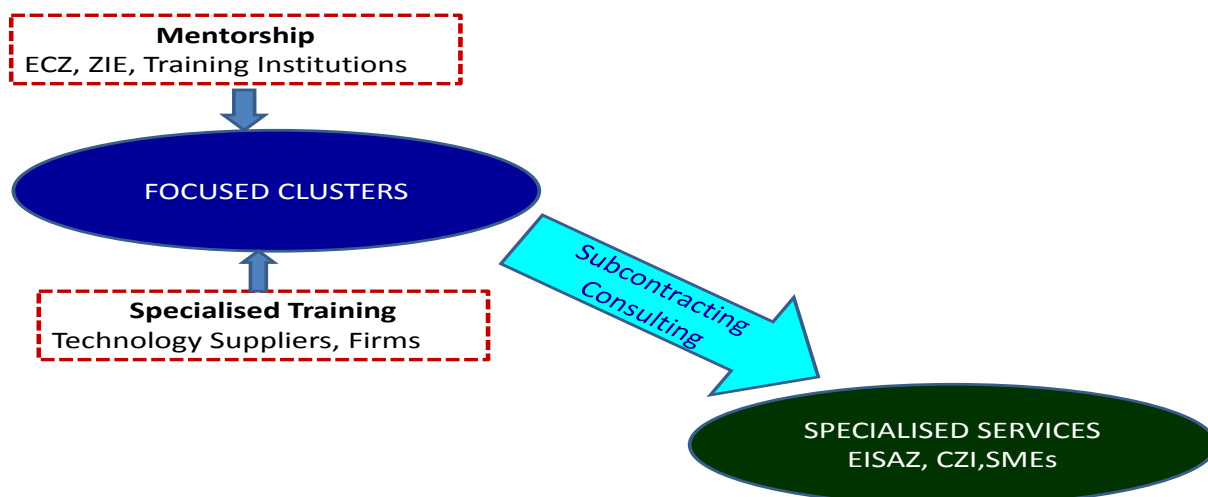 Mentorship
ECZ, ZIE, Training Institutions
FOCUSED CLUSTERS
Specialised Training
Technology Suppliers, Firms
Subcontracting
Consulting
SPECIALISED SERVICES
EISAZ, CZI,SMEs